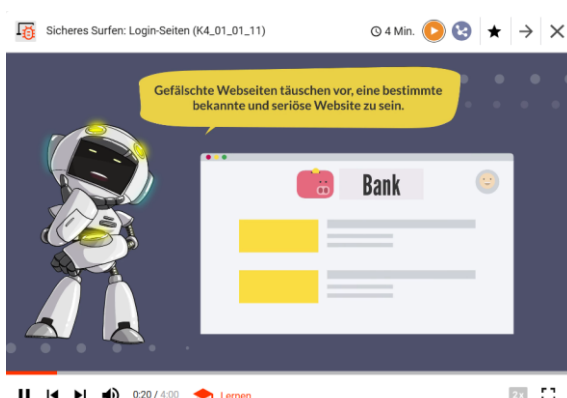 Sicheres Surfen: Login-Seiten (K4_01_01_11)
4 Min.
Gefälschte Webseiten täuschen vor, eine bestimmte
bekannte und seriöse Website zu sein.
Bank
0:20 / 4:00
Lernen
2x